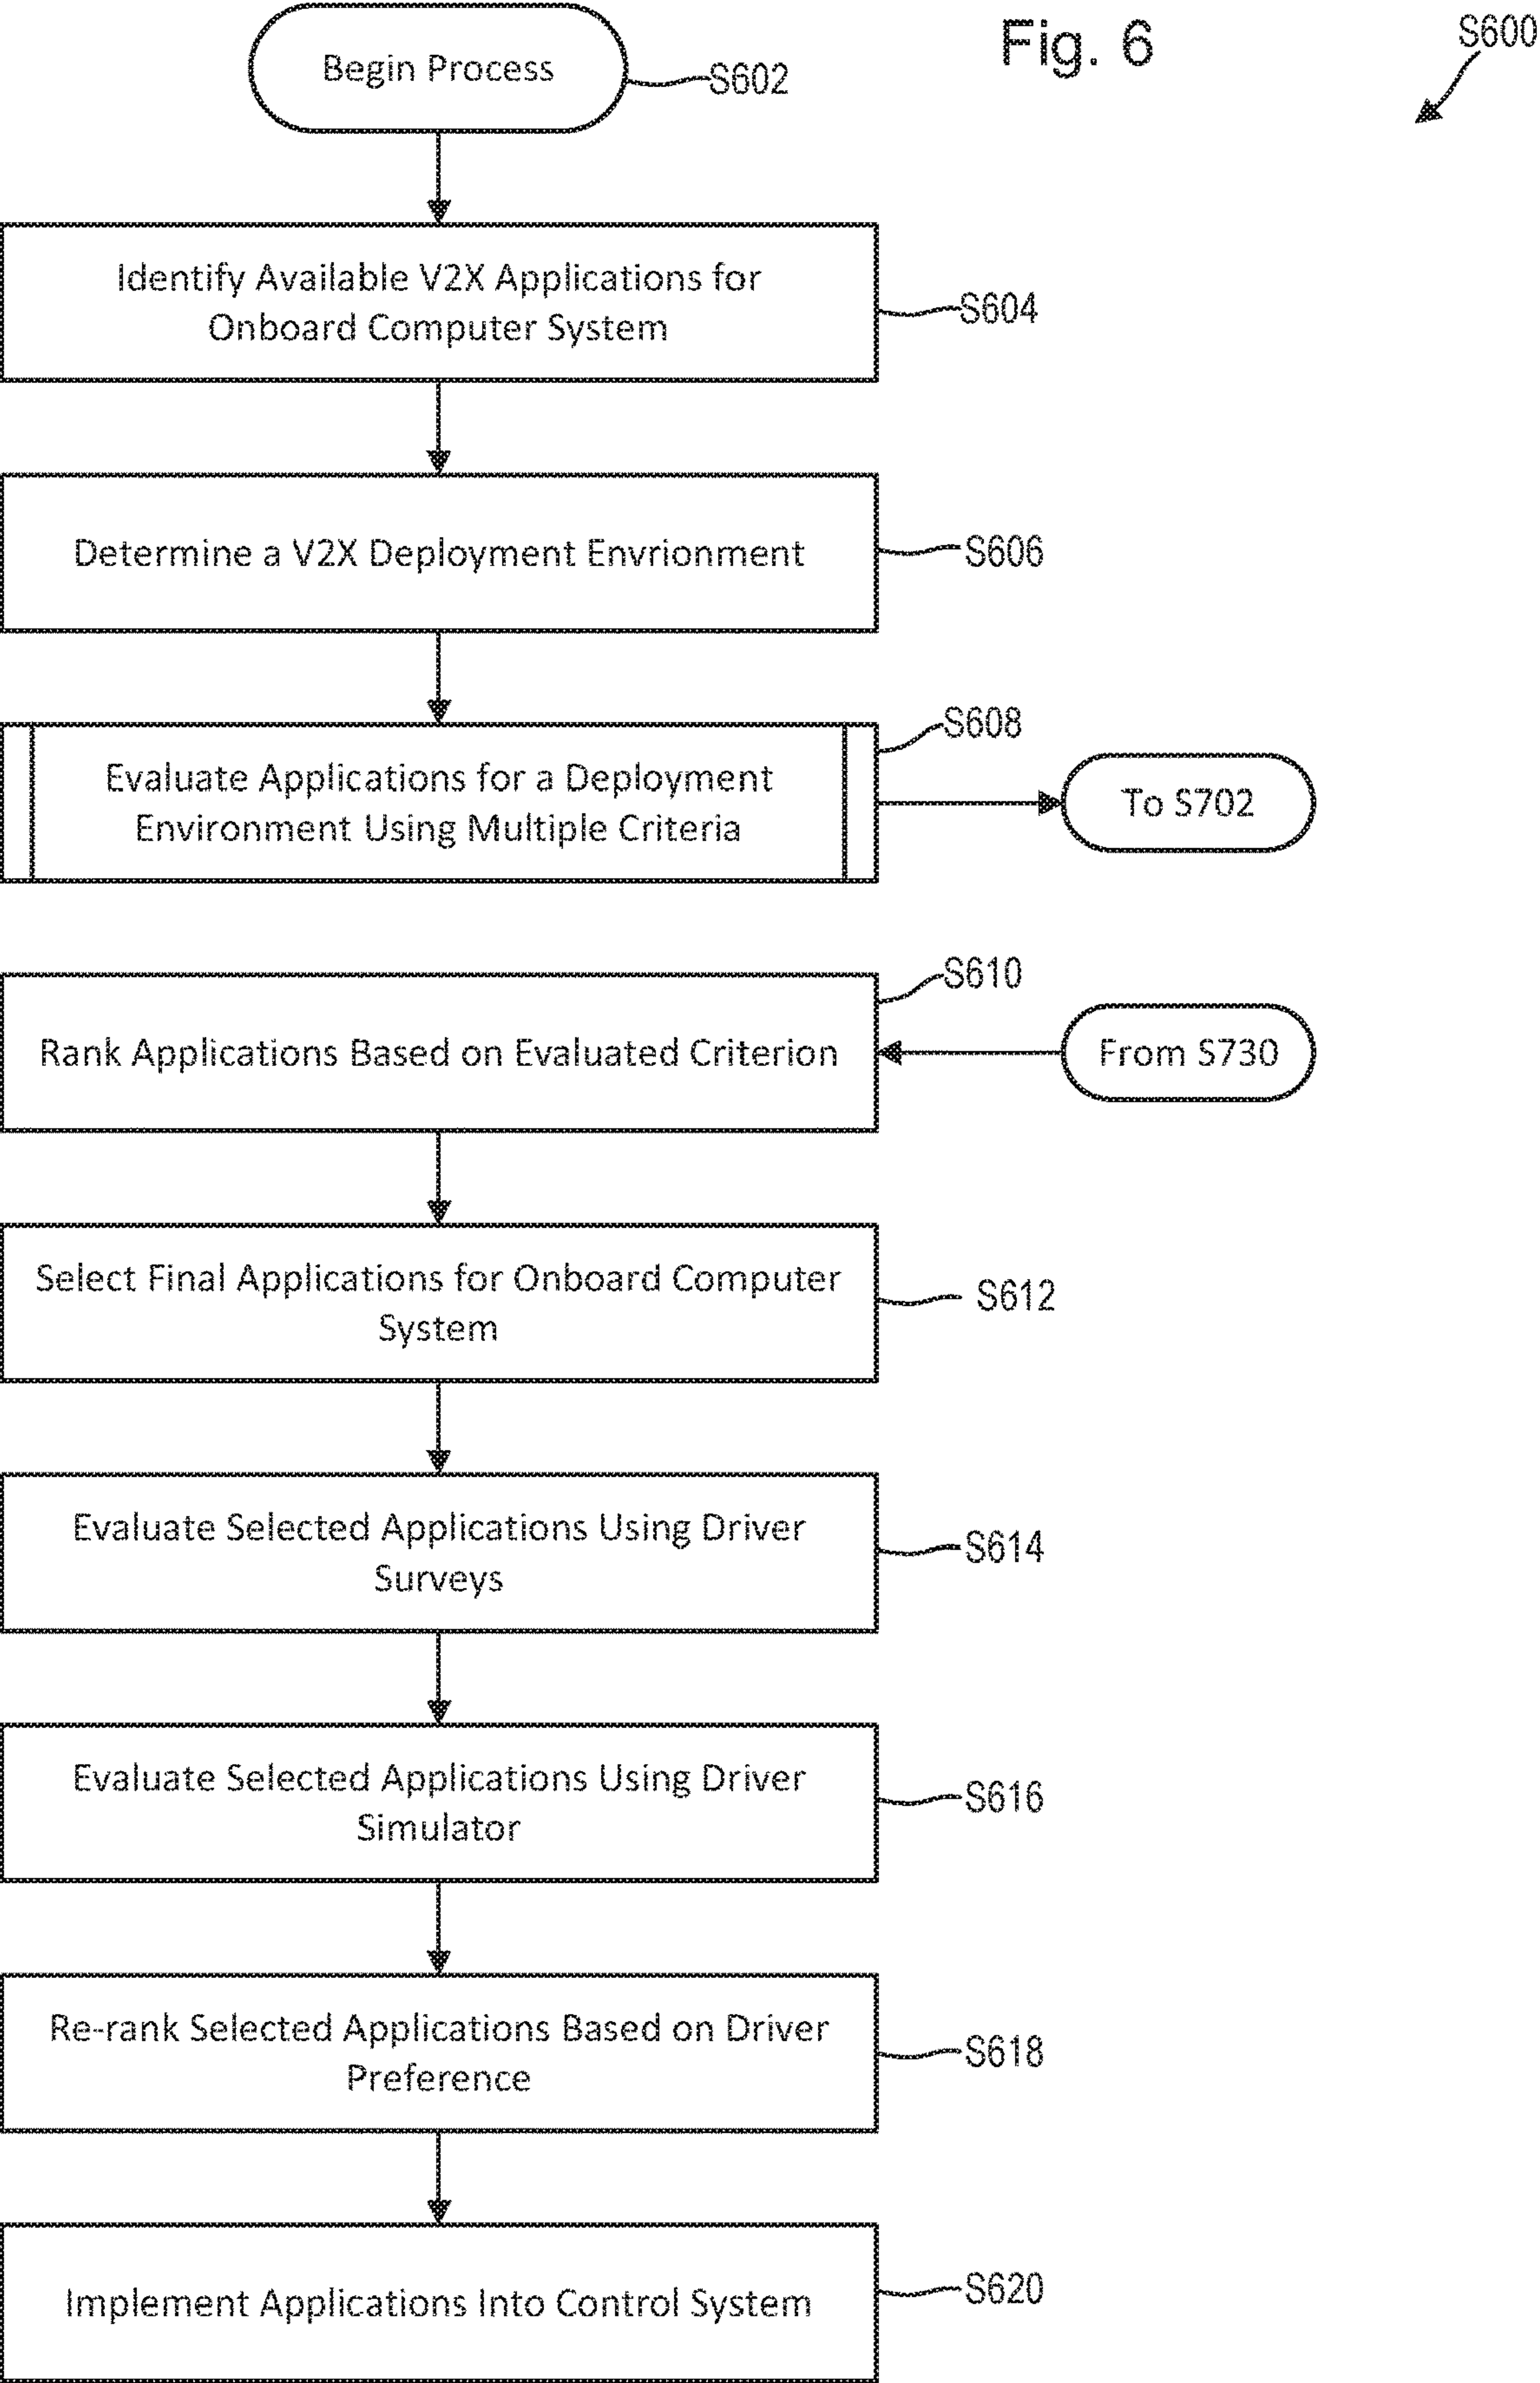 Fig. 6
S600
Begin Process
S602
Identify Available V2X Applications for
Onboard Computer System
S604
Determine a V2X Deployment Envrionment
S606
Evaluate Applications for a Deployment
Environment Using Multiple Criteria
S608
To S702
Rank Applications Based on Evaluated Criterion
S610
From S730
Select Final Applications for Onboard Computer
System
S612
Evaluate Selected Applications Using Driver
Surveys
S614
Evaluate Selected Applications Using Driver
Simulator
S616
Re-rank Selected Applications Based on Driver
Preference
S618
Implement Applications Into Control System
S620